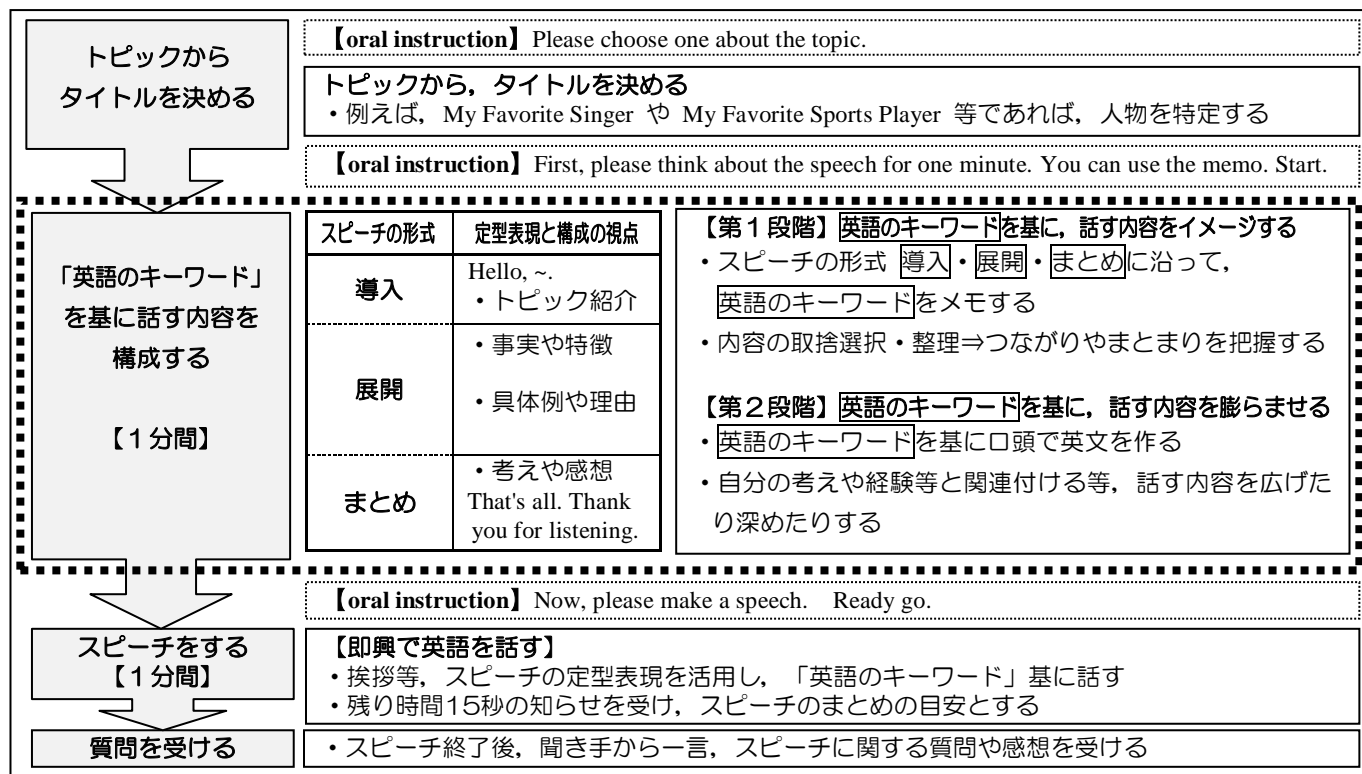 トピックから
タイトルを決める
【oral instruction】Please choose one about the topic.
トピックから，タイトルを決める
・例えば，My Favorite Singer や My Favorite Sports Player 等であれば，人物を特定する
【oral instruction】First, please think about the speech for one minute. You can use the memo. Start.
「英語のキーワード」
を基に話す内容を
構成する
【１分間】
スピーチの形式 定型表現と構成の視点
導入
Hello, ~.
・トピック紹介
展開
・事実や特徴
・具体例や理由
まとめ
・考えや感想
That's all. Thank
you for listening.
【第１段階】英語のキーワードを基に，話す内容をイメージする
・スピーチの形式 導入・展開・まとめに沿って，
英語のキーワードをメモする
・内容の取捨選択・整理⇒つながりやまとまりを把握する
【第２段階】英語のキーワードを基に，話す内容を膨らませる
・英語のキーワードを基に口頭で英文を作る
・自分の考えや経験等と関連付ける等，話す内容を広げた
り深めたりする
【oral instruction】Now, please make a speech. Ready go.
スピーチをする
【１分間】
【即興で英語を話す】
・挨拶等，スピーチの定型表現を活用し，「英語のキーワード」基に話す
・残り時間15秒の知らせを受け，スピーチのまとめの目安とする
質問を受ける
・スピーチ終了後，聞き手から一言，スピーチに関する質問や感想を受ける